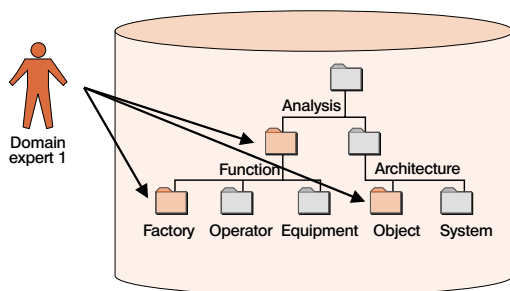 Analysis
Domain
expert 1
Function
Architecture
Factory
Operator
Equipment
Object
System